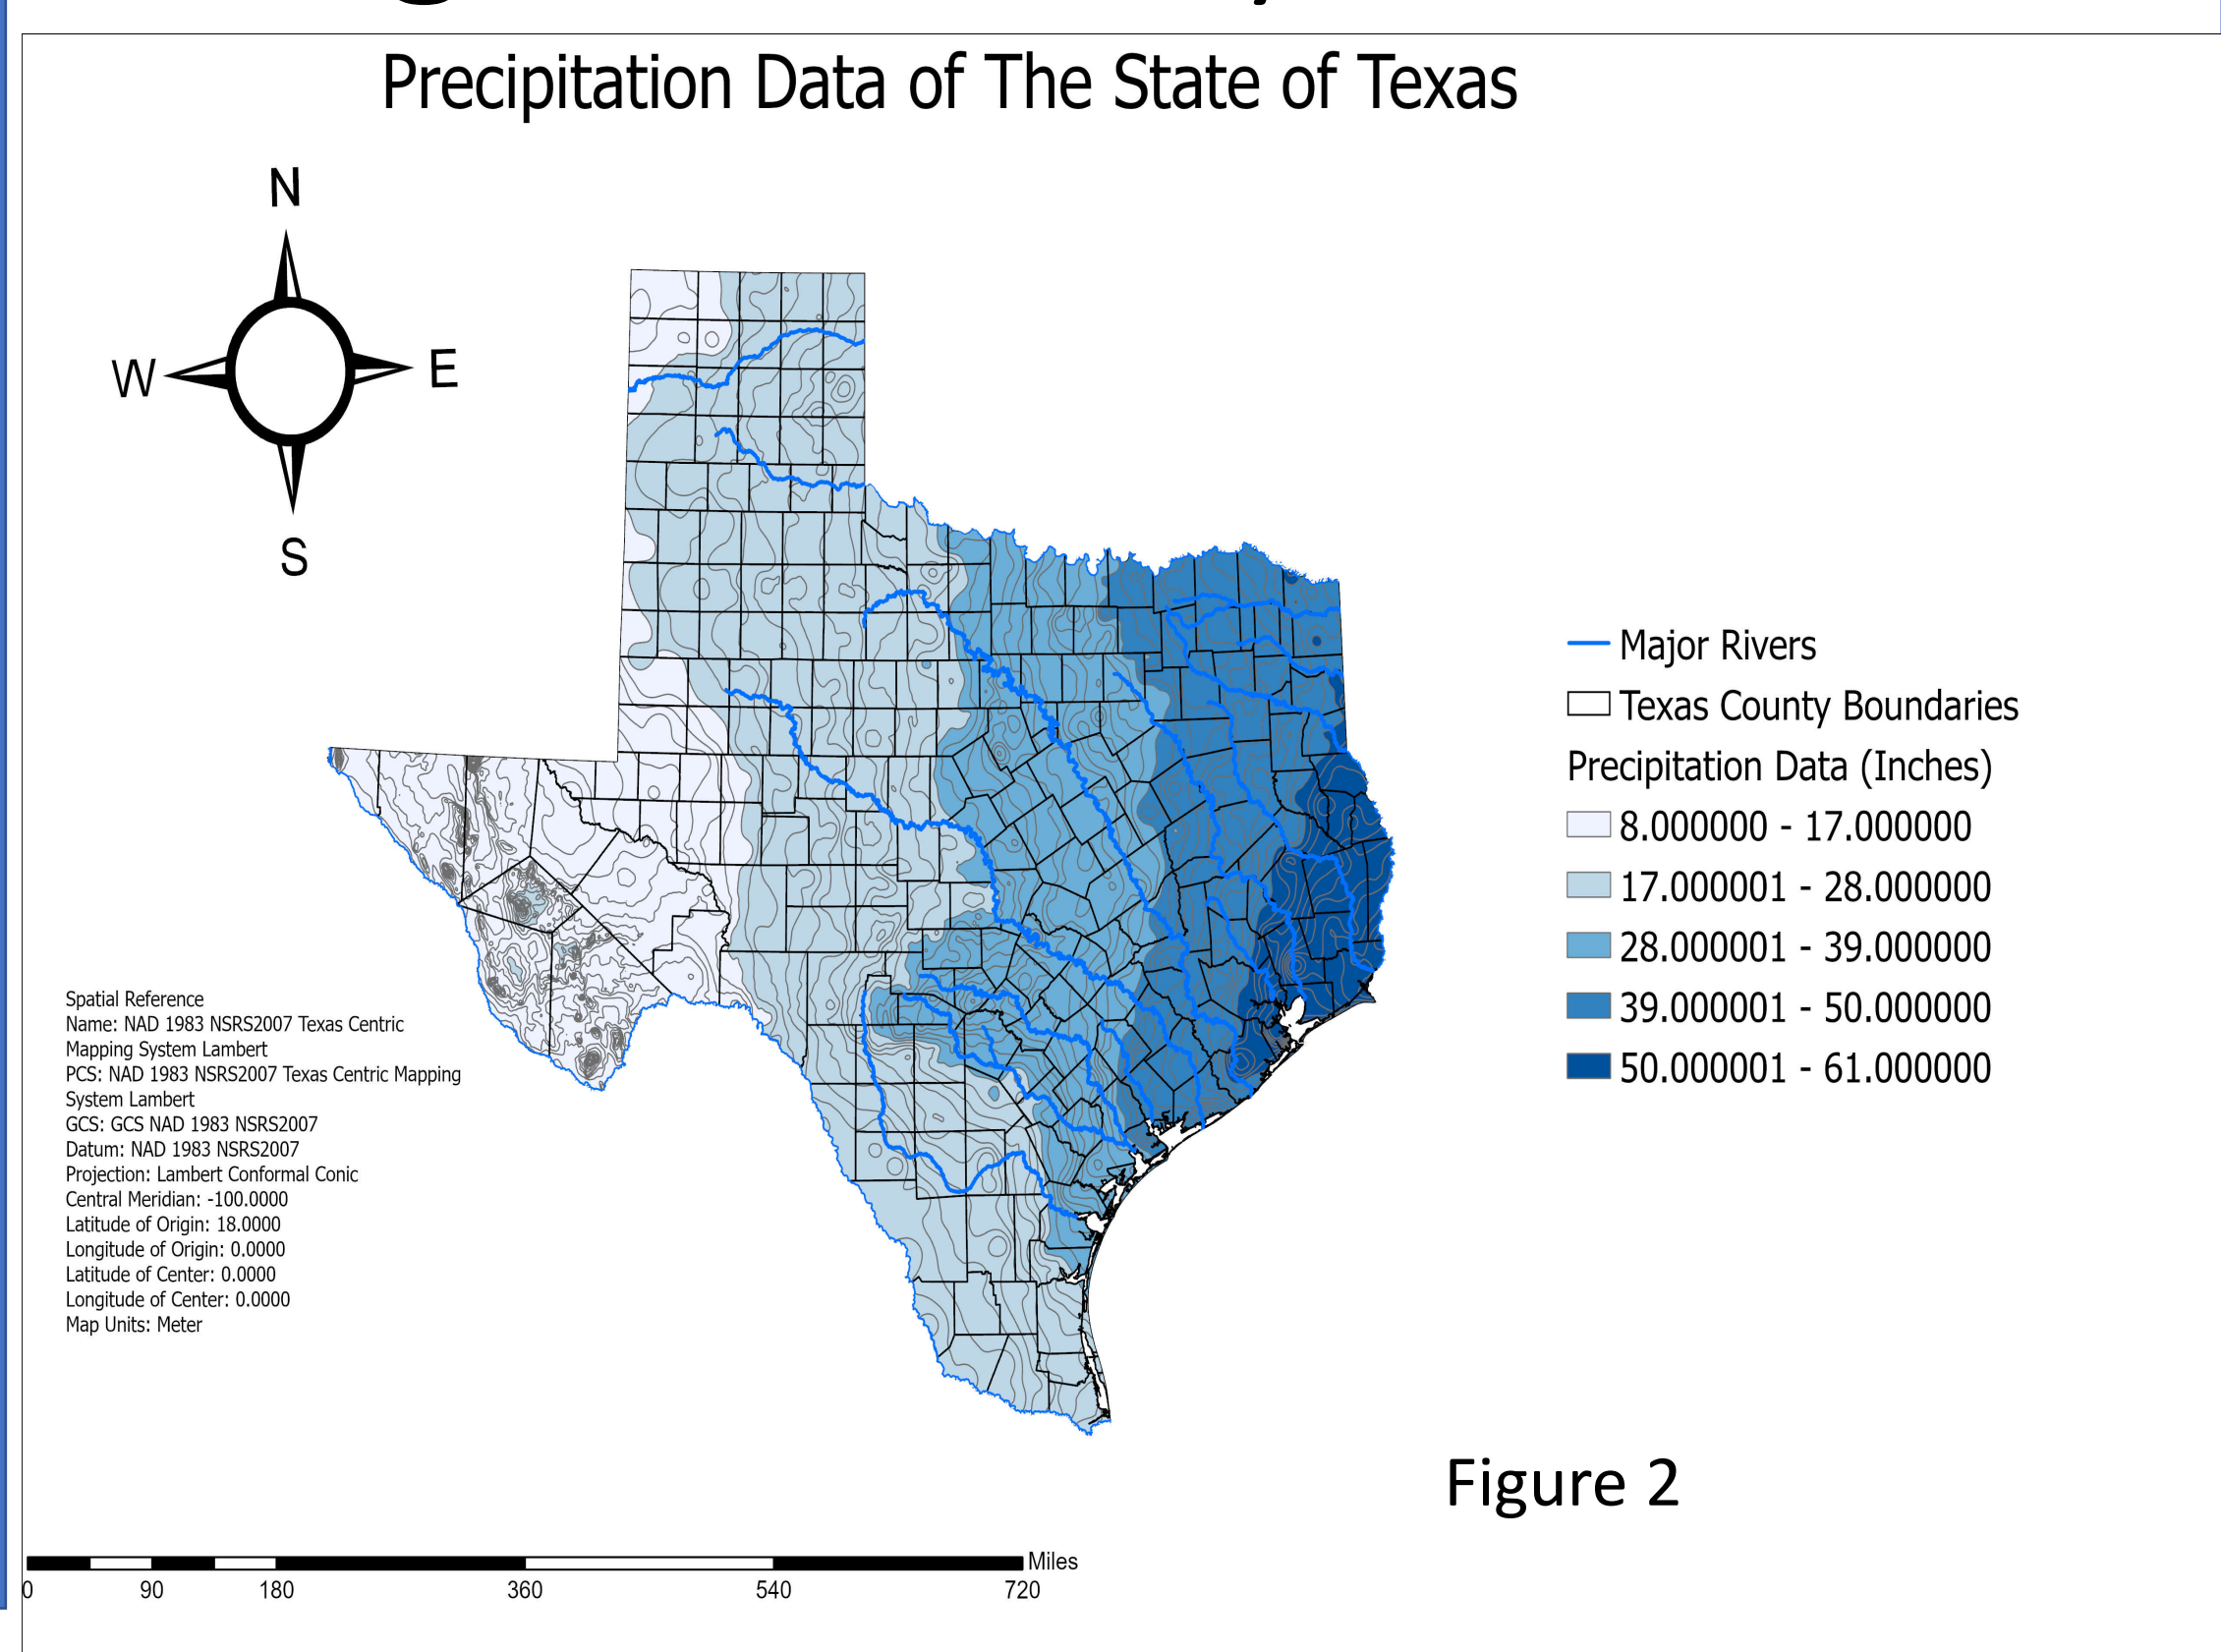 Precipitation Data of The State of Texas
N
W
E
S
Major Rivers
Texas County Boundaries
Precipitation Data (Inches)
8.000000 - 17.000000
17.000001 - 28.000000
28.000001 - 39.000000
39.000001 - 50.000000
50.000001 - 61.000000
Spatial Reference
Name: NAD 1983 NSRS2007 Texas Centric
Mapping System Lambert
PCS: NAD 1983 NSRS2007 Texas Centric Mapping
System Lambert
GCS: GCS NAD 1983 NSRS2007
Datum: NAD 1983 NSRS2007
Projection: Lambert Conformal Conic
Central Meridian: -100.0000
Latitude of Origin: 18.0000
Longitude of Origin: 0.0000
Latitude of Center: 0.0000
Longitude of Center: 0.0000
Map Units: Meter
Figure 2
Miles
0 90 180 360 540 720